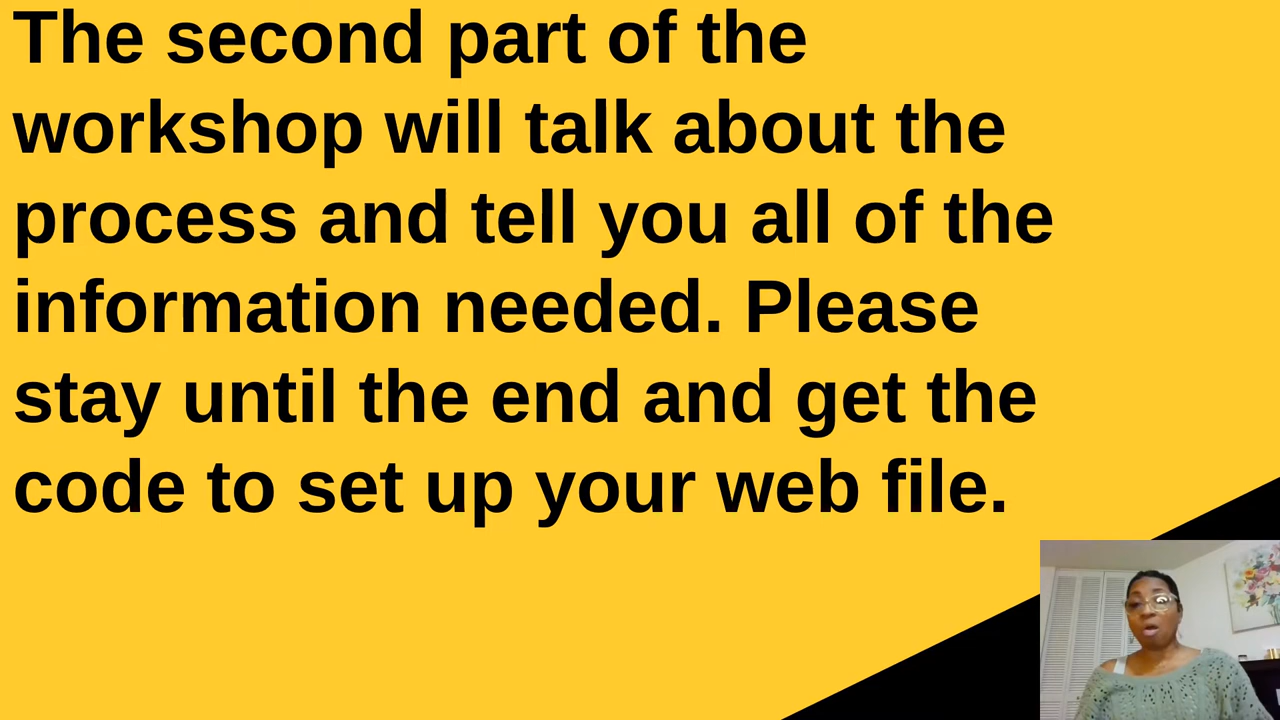 The second part of the
workshop will talk about the
process and tell you all of the
information needed. Please
stay until the end and get the
code to set up your web file.